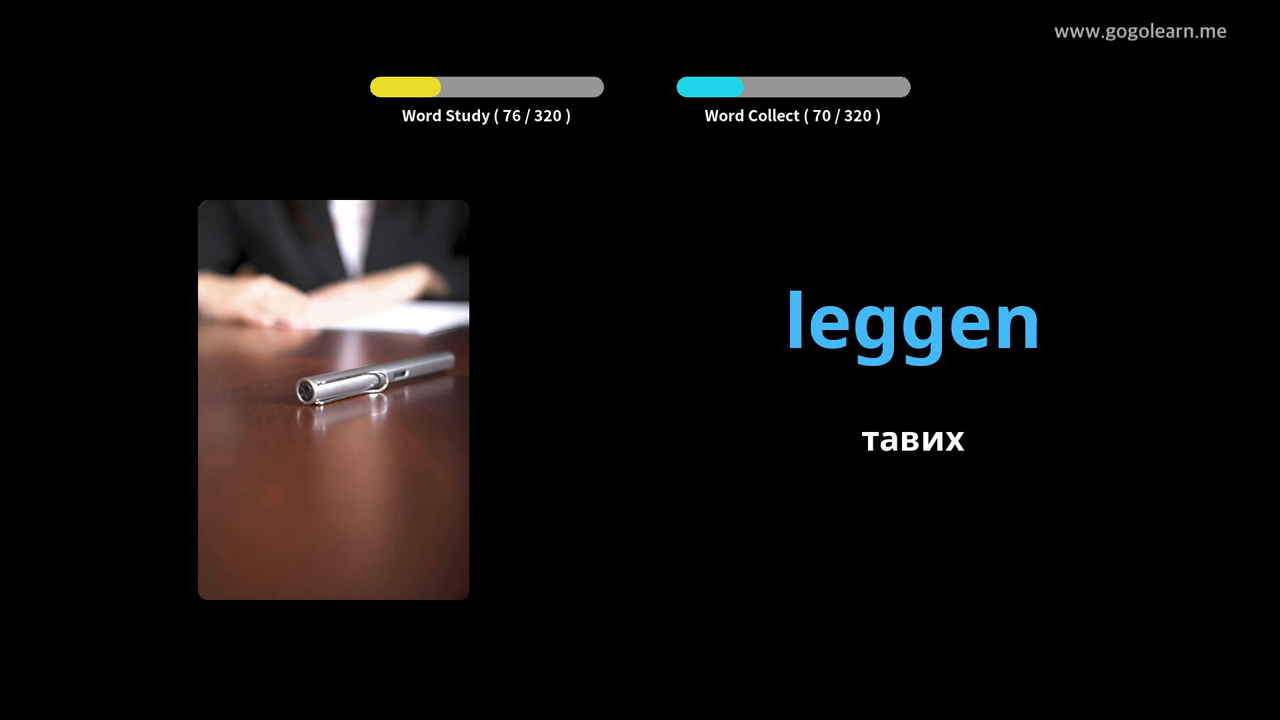 www.gogolearn.me
Word Study ( 76 / 320 )
Word Collect ( 70 / 320 )
leggen
тавих